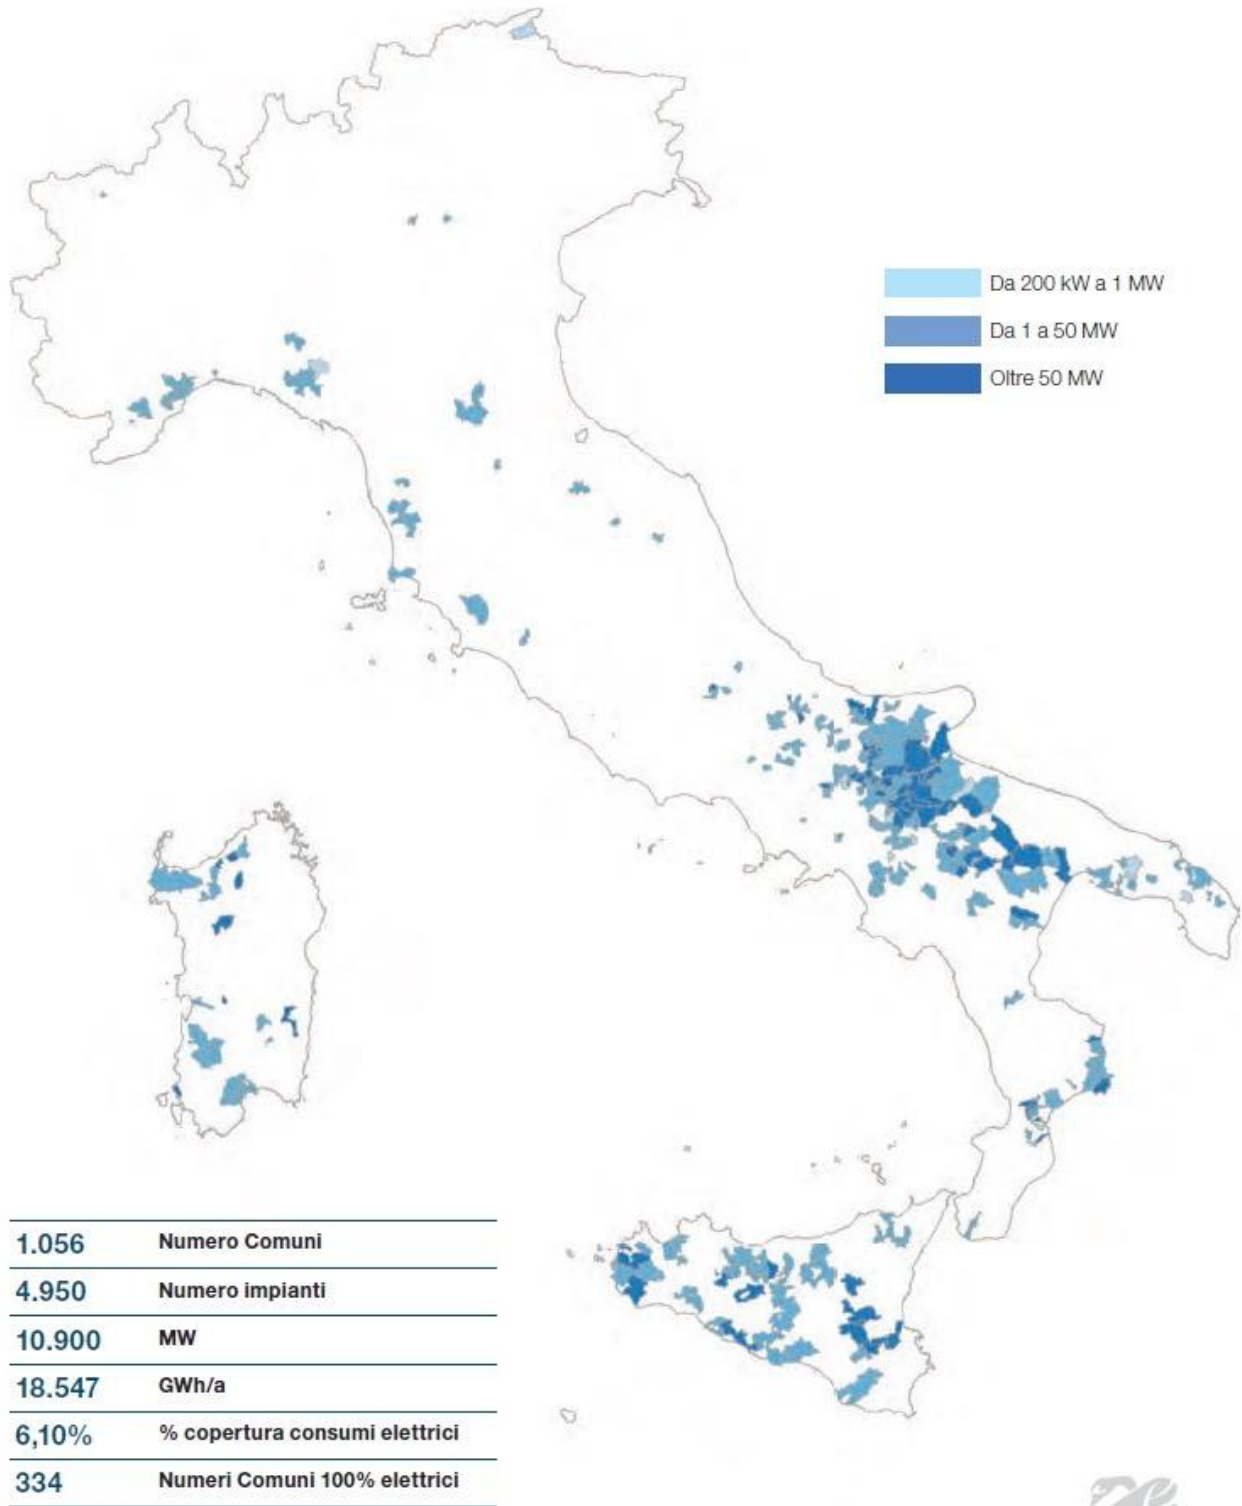 Da 200 kW a 1 MW
Da 1 a 50 MW
Oltre 50 MW
1.056 Numero Comuni
4.950 Numero impianti
10.900 MW
18.547 GWh/a
6,10% % copertura consumi elettrici
334 Numeri Comuni 100% elettrici